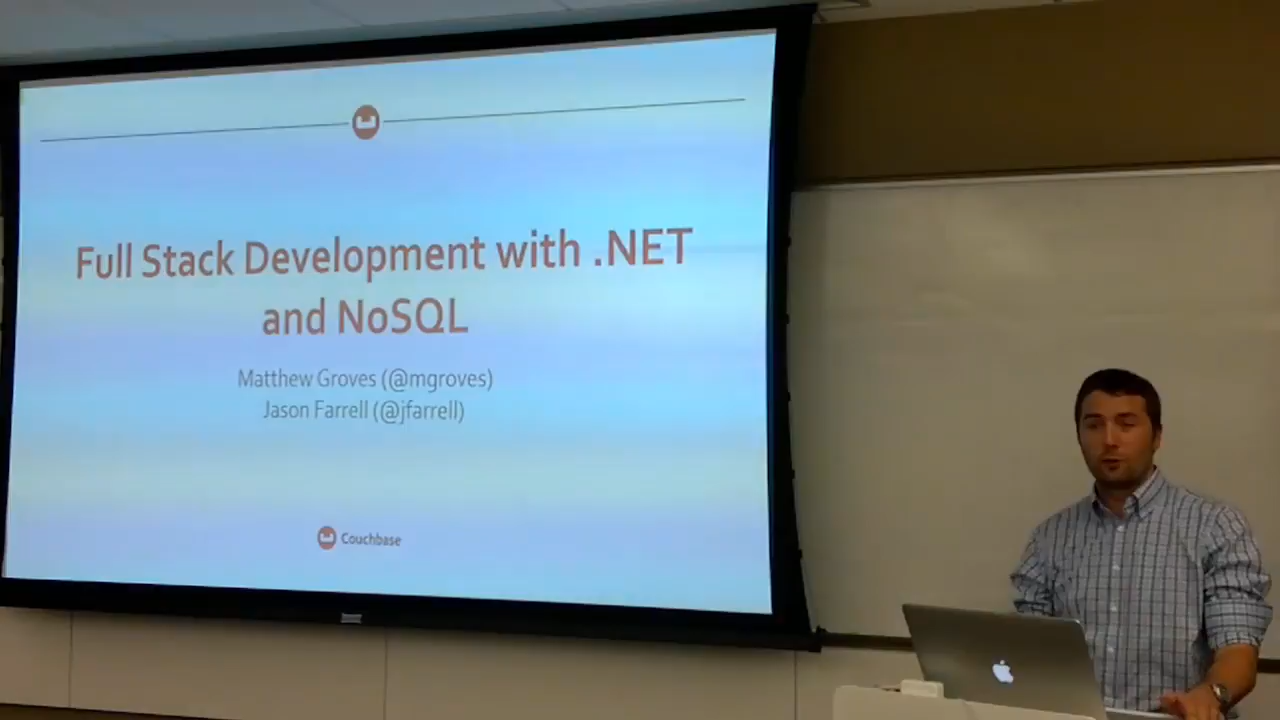 Full Stack Development with .NET
and NoSQL
Matthew Groves (@mgroves)
Jason Farrell (@jfarrell)
Couchbase